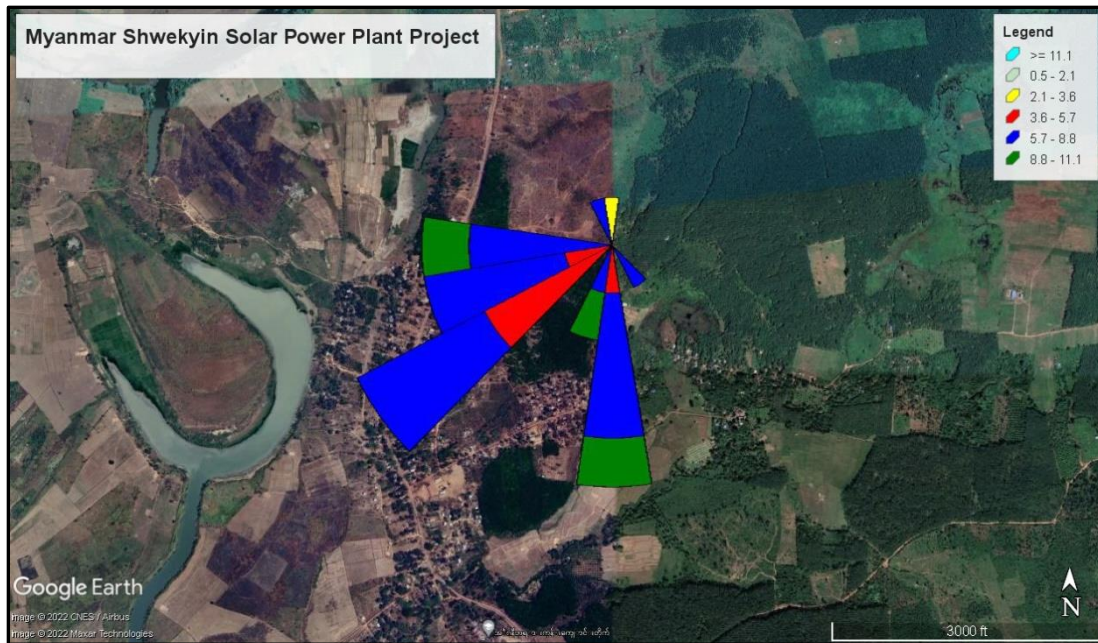 Myanmar Shwekyin Solar Power Plant Project
Legend
>= 11.1
0.5 - 2.1
2.1 - 3.6
3.6 - 5.7
5.7 - 8.8
8.8 - 11.1
Google Earth
Image © 2022 CNES / Airbus
Image © 2022 Maxar Technologies
3000 ft
N